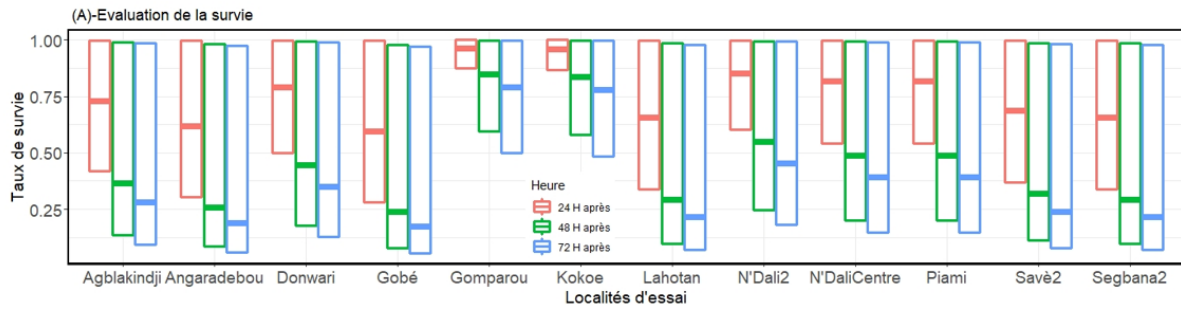 (A)-Evaluation de la survie
Taux de survie
1.00
0.75
0.50
0.25
Heure
24 H après
48 H après
72 H après
Agblakindji Angaradebou Donwari Gobé Gomparou Kokoe Lahotan N'Dali2 N'DaliCentre Piami Savè2 Segbana2
Localités d'essai